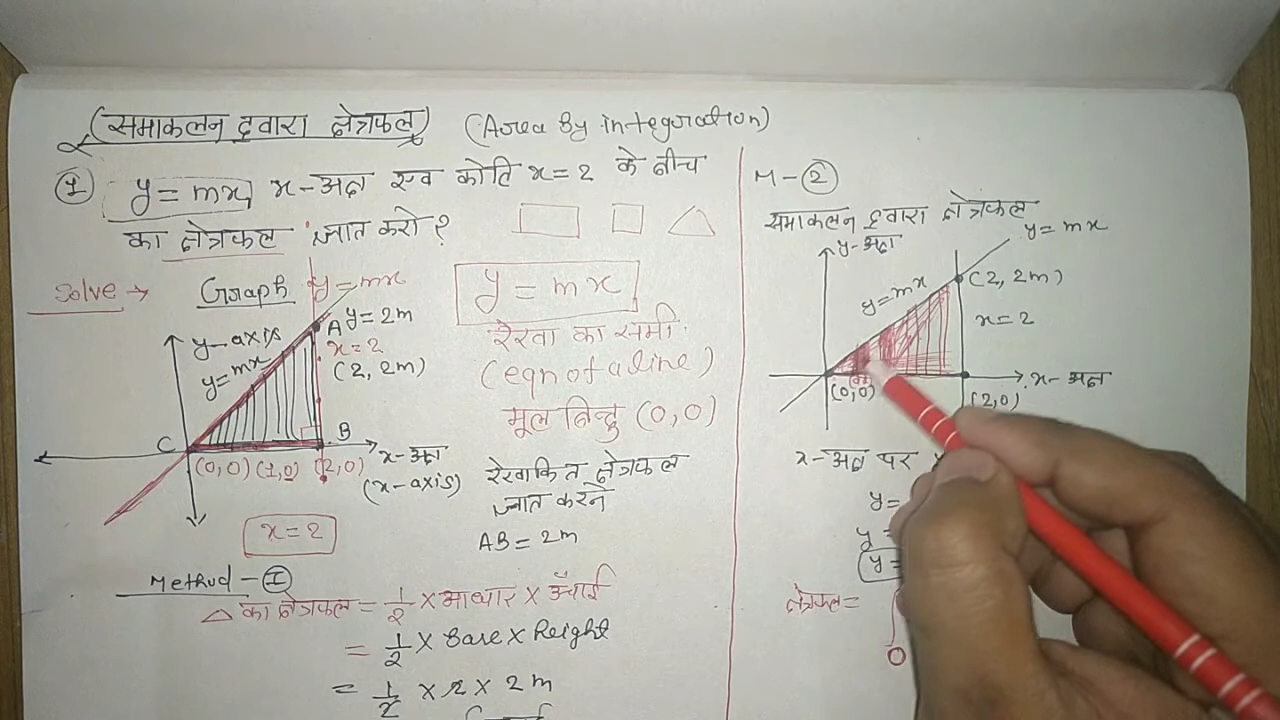 (समाकलन द्वारा क्षेत्रफल) (Area By integration)
① y = mx, x-अक्ष एवं कोटि x = 2 के बीच
का क्षेत्रफल ज्ञात करो ?
Solve → Graph y = mx
y = mx
y-axis
y = mx
A y = 2m
x = 2
(2, 2m)
रेखा का समी.
(eqn of a line)
मूल बिन्दु (0,0)
C B
x-अक्ष
(x-axis)
(0,0) (1,0) (2,0)
रेखांकित क्षेत्रफल
ज्ञात करने
x = 2
AB = 2m
Method - I
△ का क्षेत्रफल = 1/2 × आधार × ऊँचाई
= 1/2 × Base × Height
= 1/2 × 2 × 2m
M - ②
समाकलन द्वारा क्षेत्रफल
y-अक्ष
y = mx
y = mx
(2, 2m)
x = 2
x-अक्ष
(0,0)
(2,0)
x-अक्ष पर
y =
y =
y =
क्षेत्रफल = ∫
0